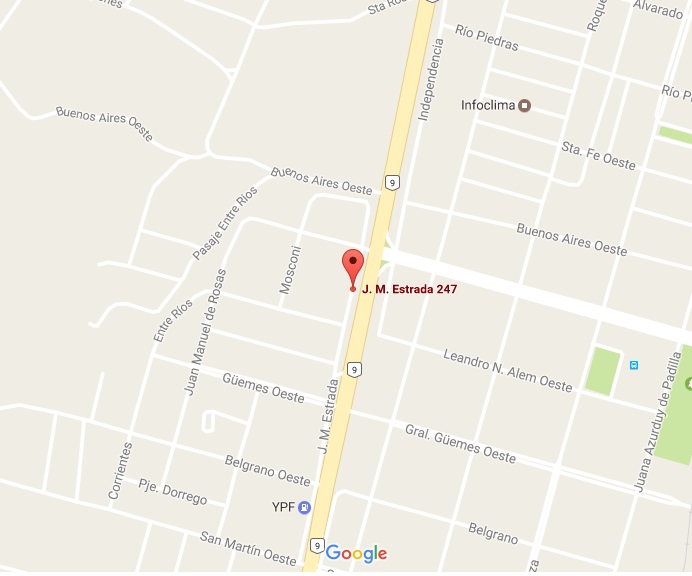 Sta Ro
Roque
Alvarado
Río Piedras
Independencia
Río P
Infoclima
Buenos Aires Oeste
Sta. Fe Oeste
Buenos Aires Oeste
9
Pasaje Entre Ríos
Buenos Aires Oeste
Mosconi
J. M. Estrada 247
Juan Manuel de Rosas
Entre Ríos
Leandro N. Alem Oeste
9
Juana Azurduy de Padilla
Güemes Oeste
J. M. Estrada
Gral. Güemes Oeste
Corrientes
Belgrano Oeste
Pje. Dorrego
YPF
Belgrano
San Martín Oeste
9
Google
za